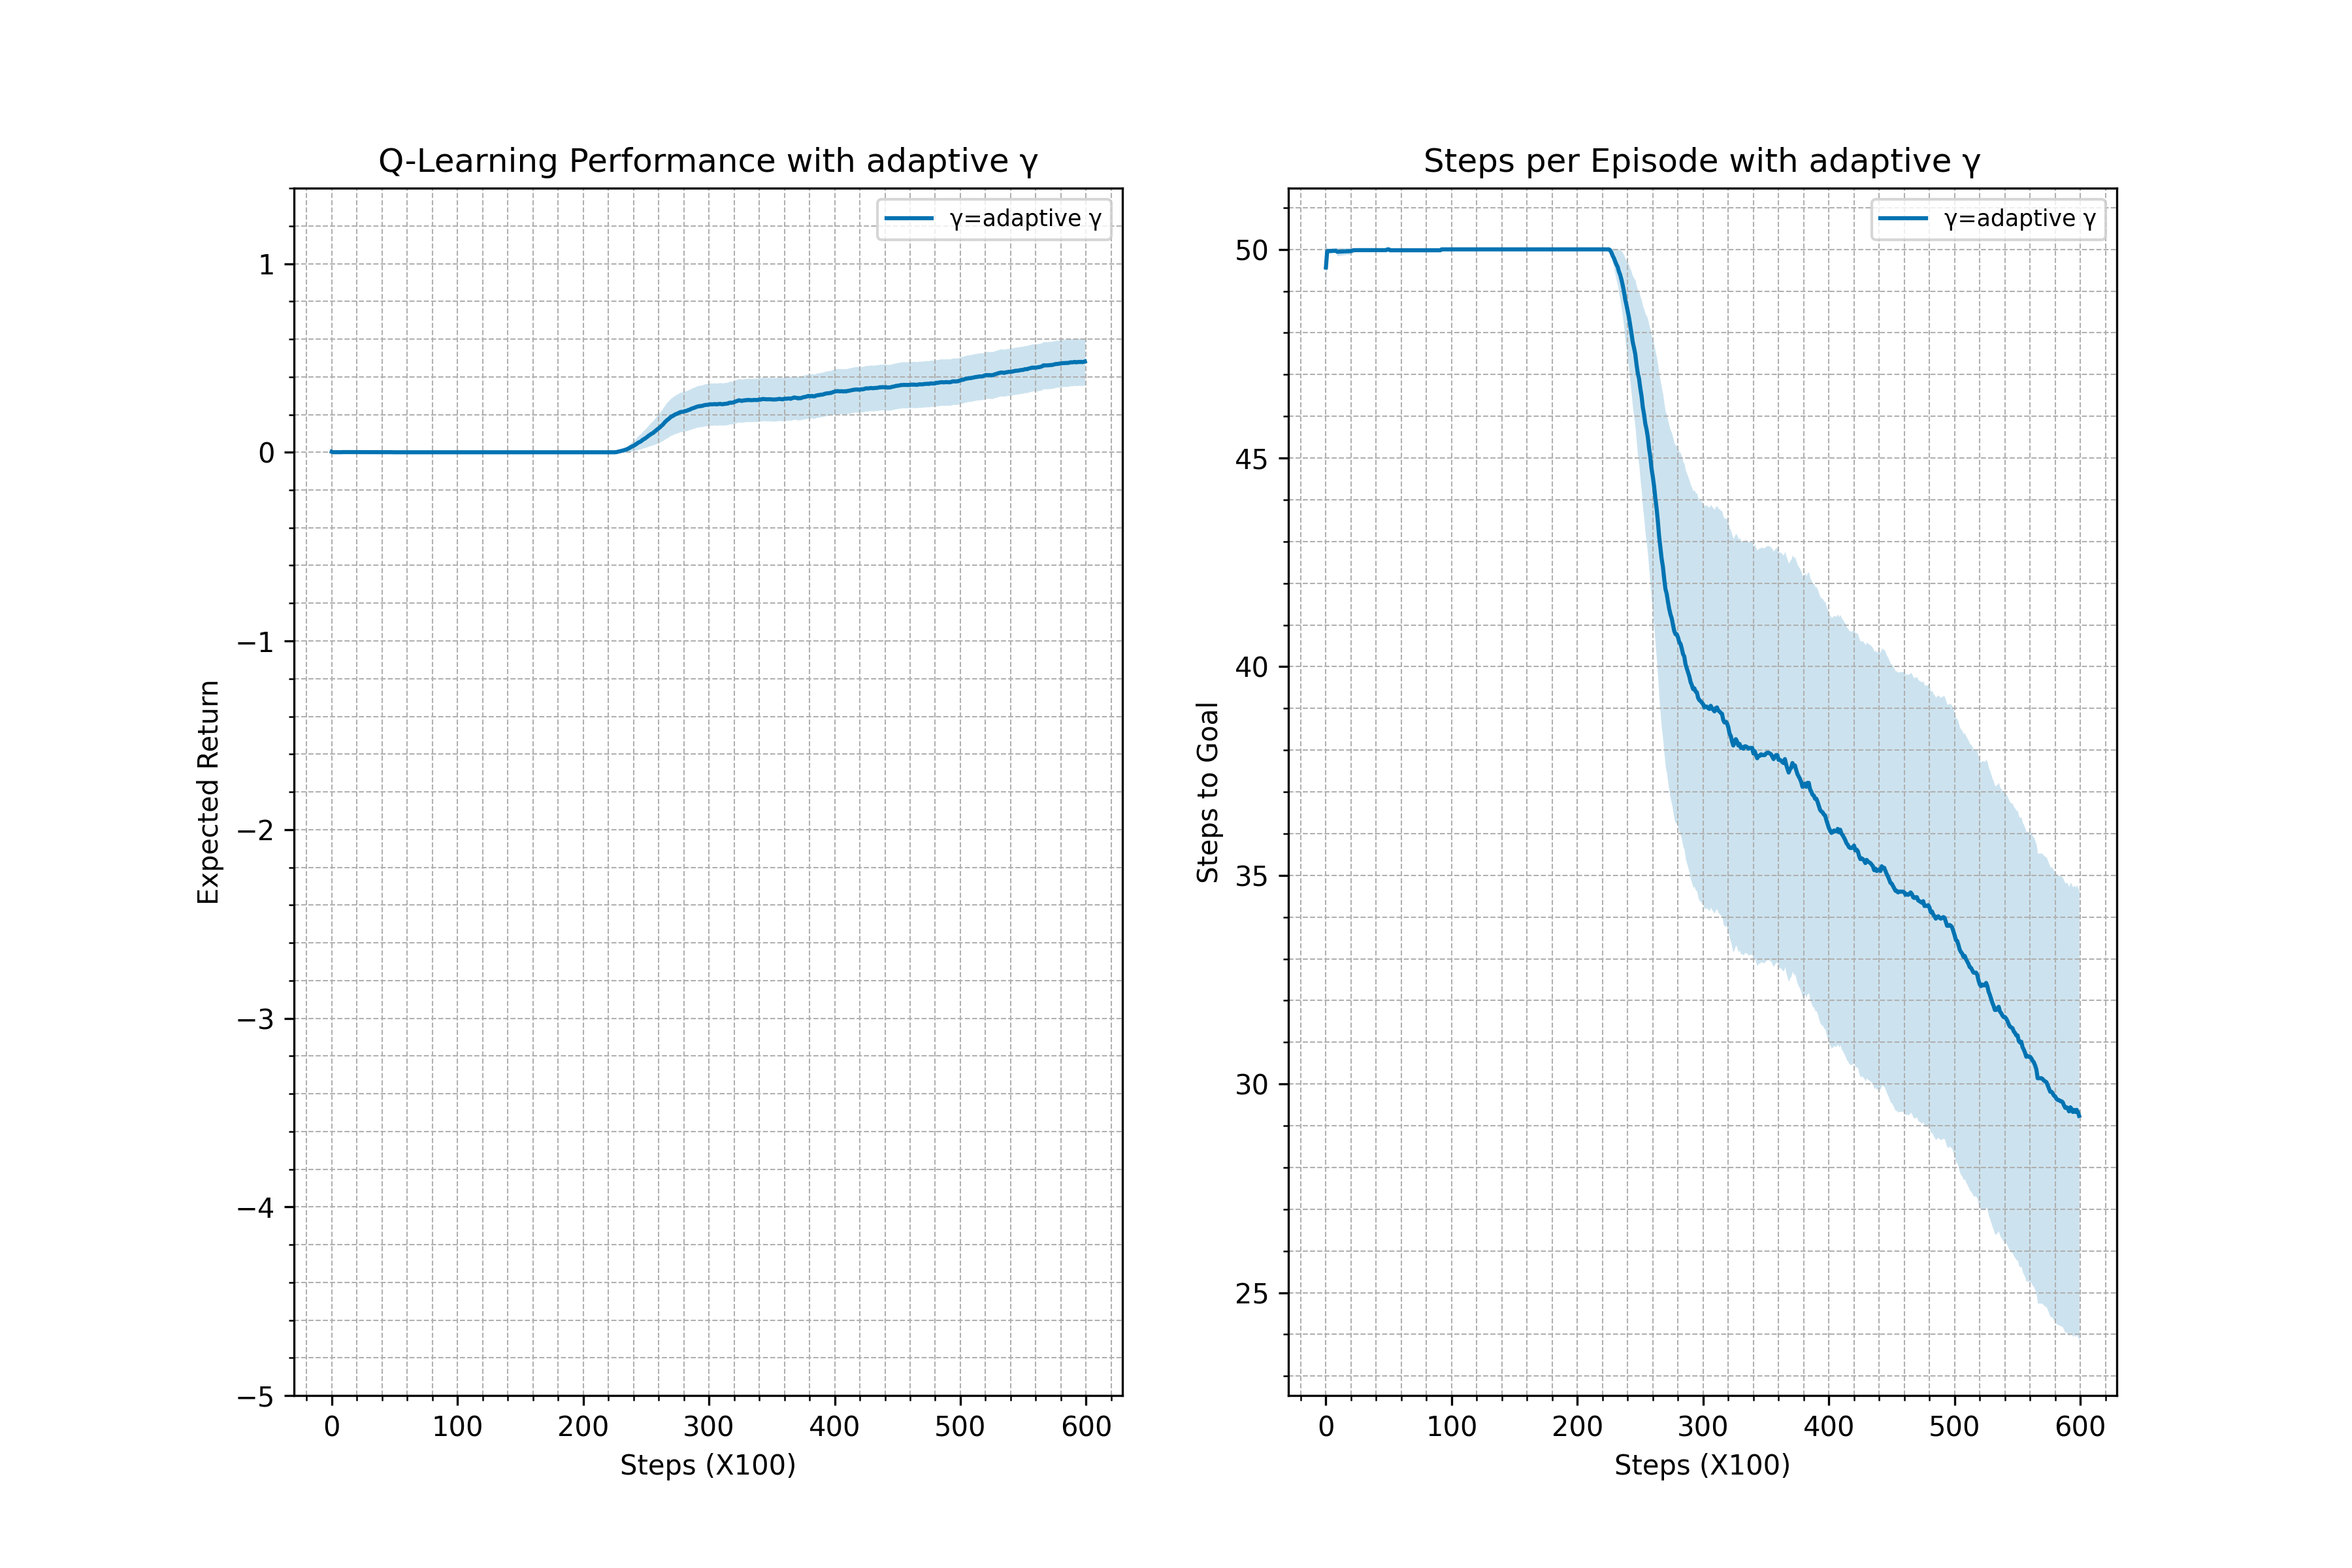 Q-Learning Performance with adaptive γ
γ=adaptive γ
1
0
−1
−2
−3
−4
−5
Expected Return
0 100 200 300 400 500 600
Steps (X100)
Steps per Episode with adaptive γ
γ=adaptive γ
50
45
40
35
30
25
Steps to Goal
0 100 200 300 400 500 600
Steps (X100)